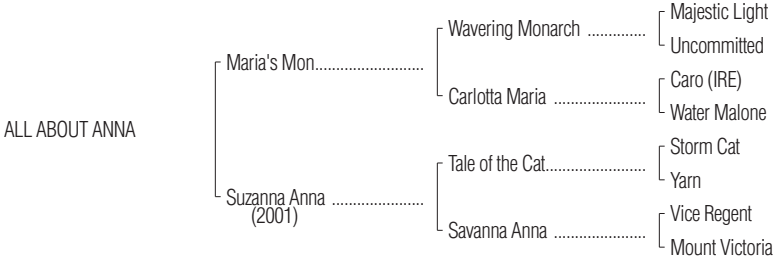 Majestic Light
Wavering Monarch ..............
Uncommitted
Maria's Mon..........................
Caro (IRE)
Carlotta Maria ......................
Water Malone
ALL ABOUT ANNA
Storm Cat
Tale of the Cat........................
Yarn
Suzanna Anna ......................
(2001)
Vice Regent
Savanna Anna ......................
Mount Victoria